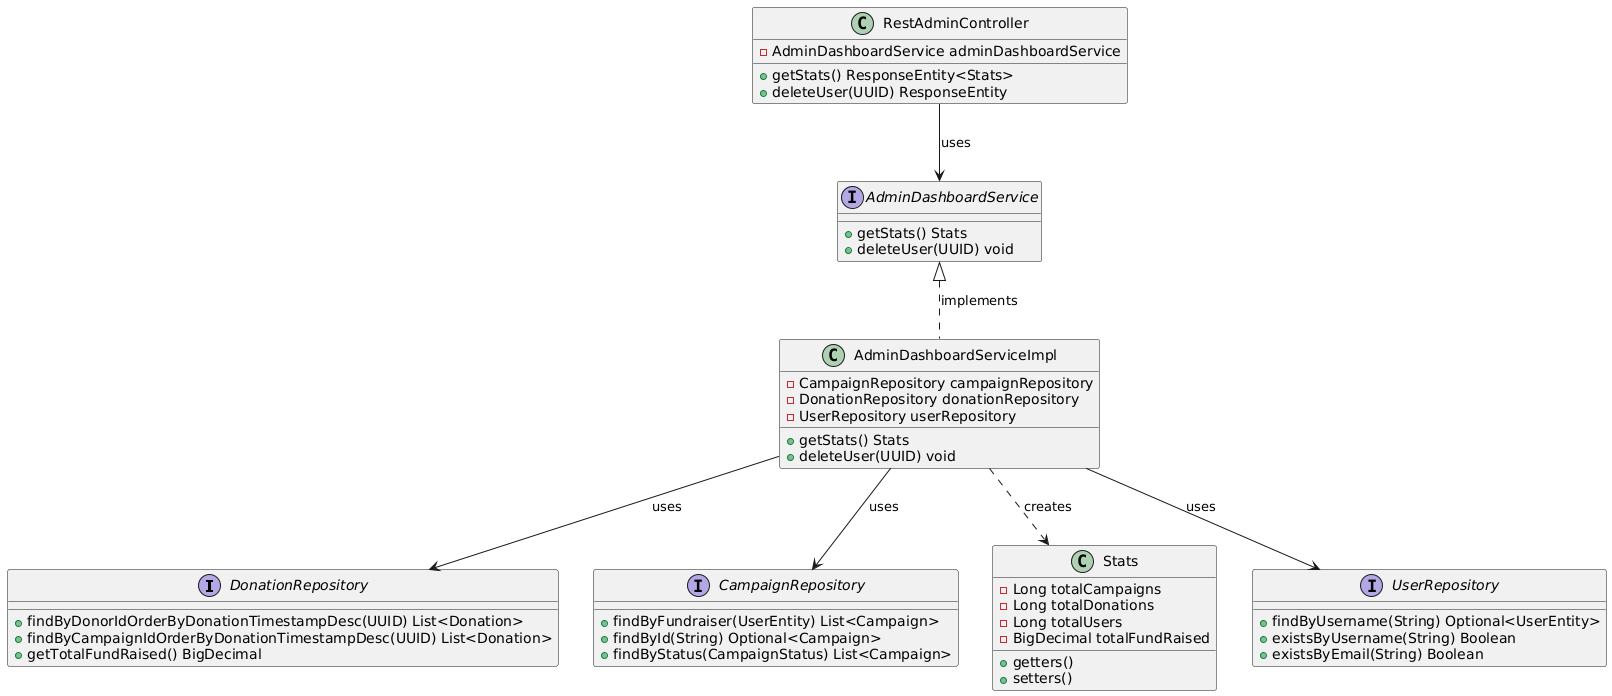 C RestAdminController
AdminDashboardService adminDashboardService
getStats() ResponseEntity<Stats>
deleteUser(UUID) ResponseEntity
uses
I AdminDashboardService
getStats() Stats
deleteUser(UUID) void
implements
C AdminDashboardServiceImpl
CampaignRepository campaignRepository
DonationRepository donationRepository
UserRepository userRepository
getStats() Stats
deleteUser(UUID) void
uses
uses
creates
uses
I DonationRepository
findByDonorIdOrderByDonationTimestampDesc(UUID) List<Donation>
findByCampaignIdOrderByDonationTimestampDesc(UUID) List<Donation>
getTotalFundRaised() BigDecimal
I CampaignRepository
findByFundraiser(UserEntity) List<Campaign>
findById(String) Optional<Campaign>
findByStatus(CampaignStatus) List<Campaign>
C Stats
Long totalCampaigns
Long totalDonations
Long totalUsers
BigDecimal totalFundRaised
getters()
setters()
I UserRepository
findByUsername(String) Optional<UserEntity>
existsByUsername(String) Boolean
existsByEmail(String) Boolean